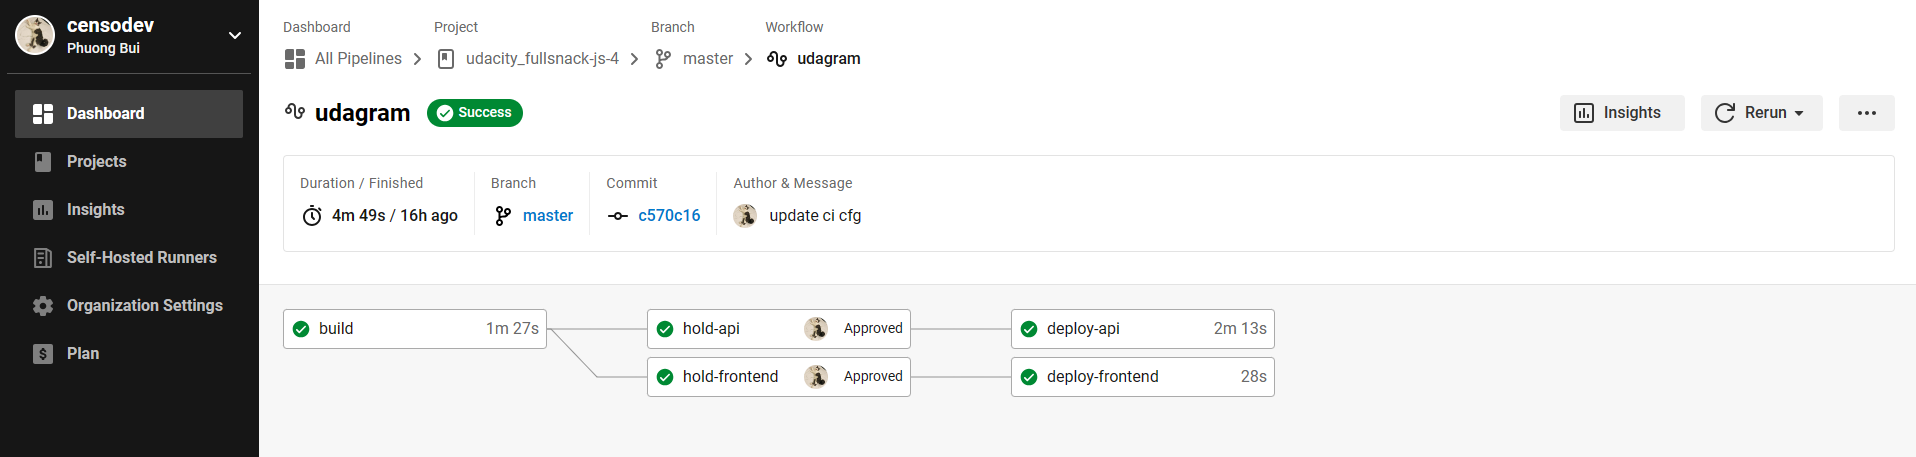 censodev
Phuong Bui
Dashboard
Projects
Insights
Self-Hosted Runners
Organization Settings
Plan
Dashboard Project Branch Workflow
All Pipelines udacity_fullsnack-js-4 master udagram
udagram Success
Insights Rerun
Duration / Finished Branch Commit Author & Message
4m 49s / 16h ago master c570c16 update ci cfg
build 1m 27s hold-api Approved deploy-api 2m 13s
hold-frontend Approved deploy-frontend 28s